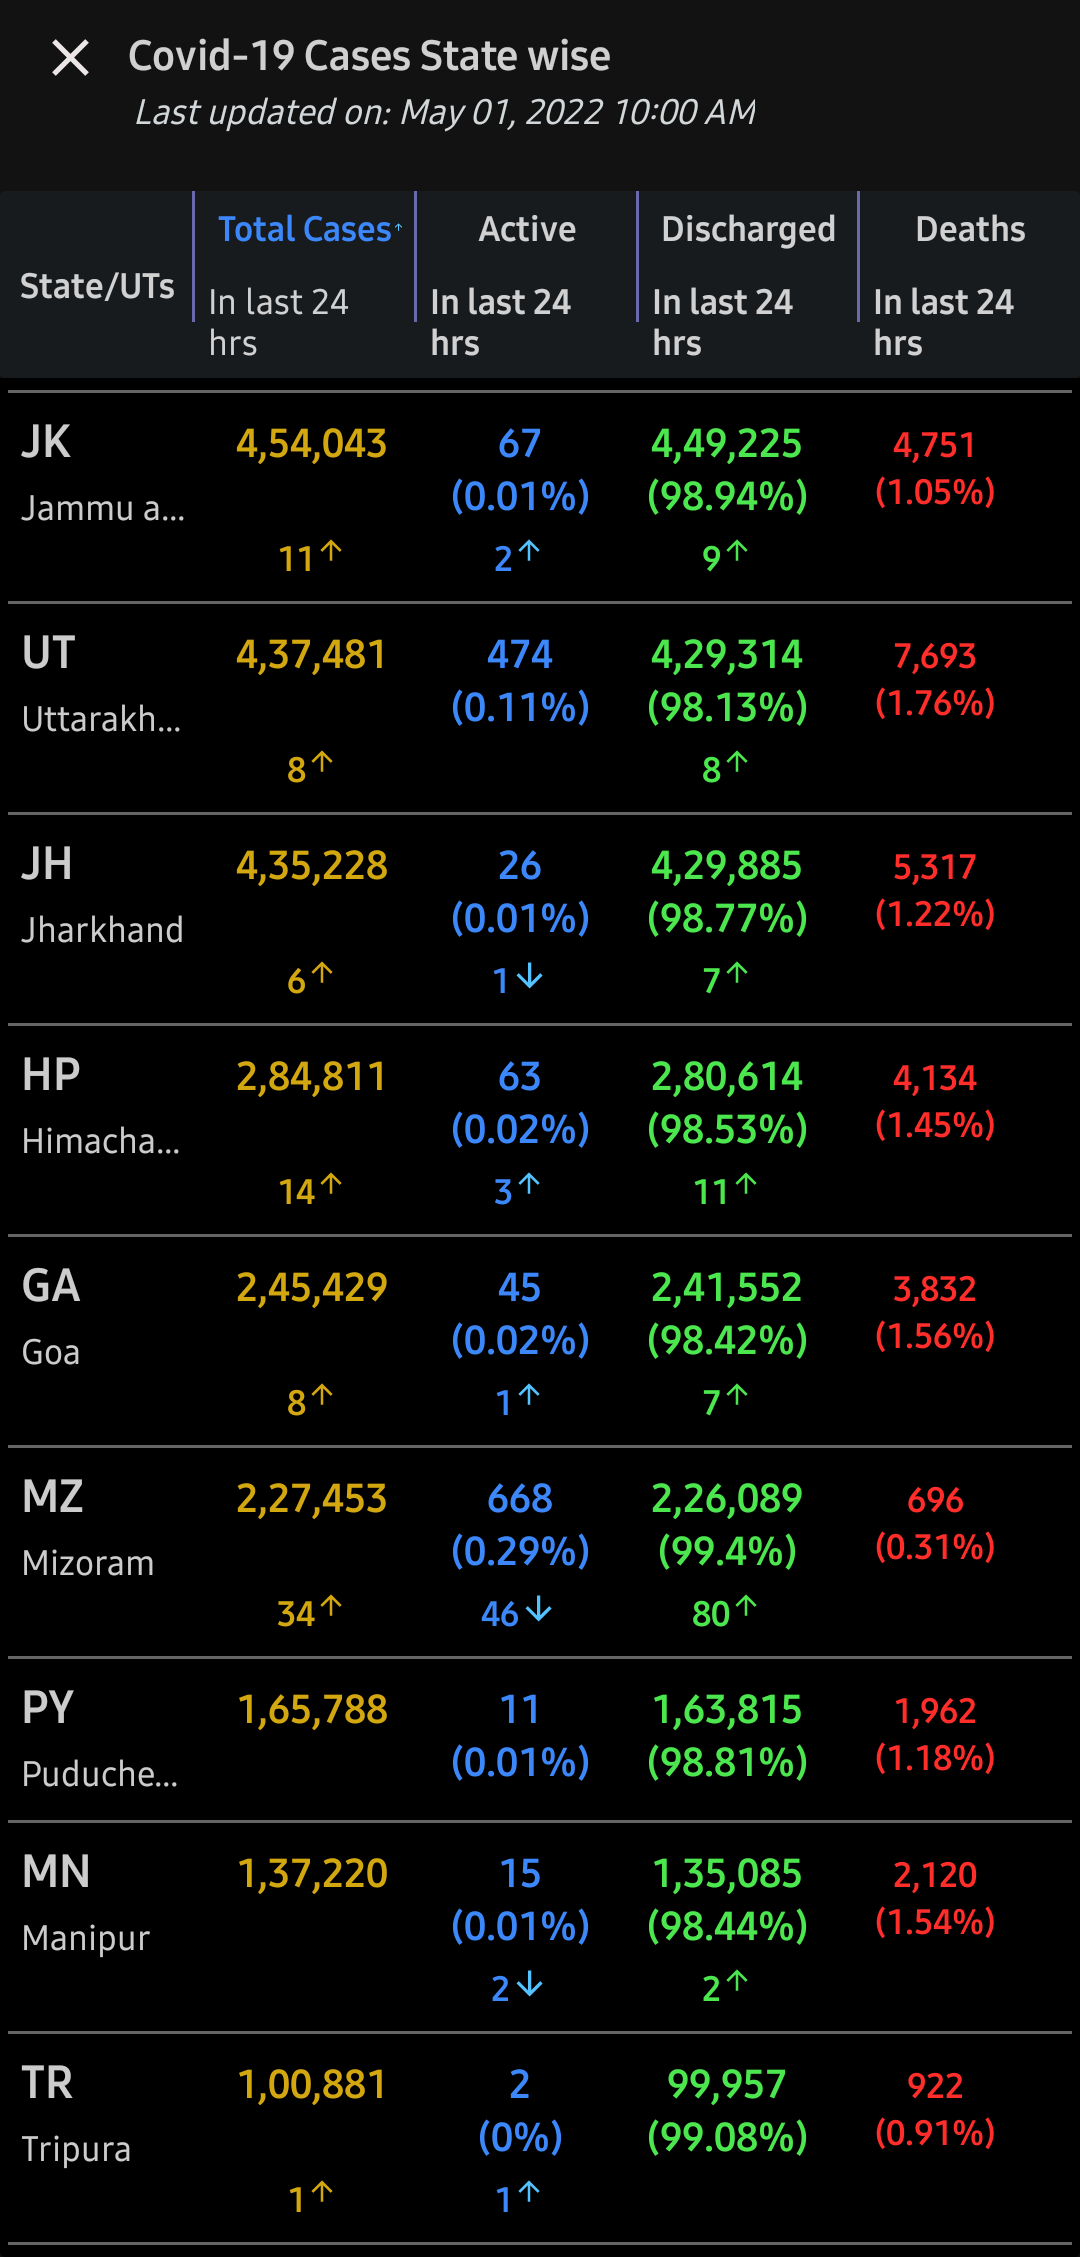 Covid-19 Cases State wise
Last updated on: May 01, 2022 10:00 AM
State/UTs Total Cases↑ Active Discharged Deaths
In last 24 hrs In last 24 hrs In last 24 hrs In last 24 hrs
JK 4,54,043 67 4,49,225 4,751
Jammu a... (0.01%) (98.94%) (1.05%)
11↑ 2↑ 9↑
UT 4,37,481 474 4,29,314 7,693
Uttarakh... (0.11%) (98.13%) (1.76%)
8↑ 8↑
JH 4,35,228 26 4,29,885 5,317
Jharkhand (0.01%) (98.77%) (1.22%)
6↑ 1↓ 7↑
HP 2,84,811 63 2,80,614 4,134
Himacha... (0.02%) (98.53%) (1.45%)
14↑ 3↑ 11↑
GA 2,45,429 45 2,41,552 3,832
Goa (0.02%) (98.42%) (1.56%)
8↑ 1↑ 7↑
MZ 2,27,453 668 2,26,089 696
Mizoram (0.29%) (99.4%) (0.31%)
34↑ 46↓ 80↑
PY 1,65,788 11 1,63,815 1,962
Puduche... (0.01%) (98.81%) (1.18%)
MN 1,37,220 15 1,35,085 2,120
Manipur (0.01%) (98.44%) (1.54%)
2↓ 2↑
TR 1,00,881 2 99,957 922
Tripura (0%) (99.08%) (0.91%)
1↑ 1↑